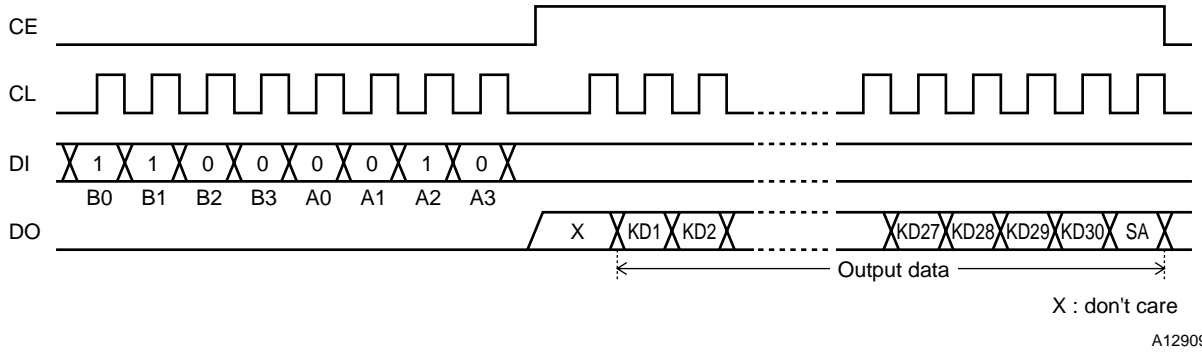 CE
CL
DI 1 1 0 0 0 0 1 0
B0 B1 B2 B3 A0 A1 A2 A3
DO X KD1 KD2 KD27 KD28 KD29 KD30 SA
Output data
X : don't care
A12909